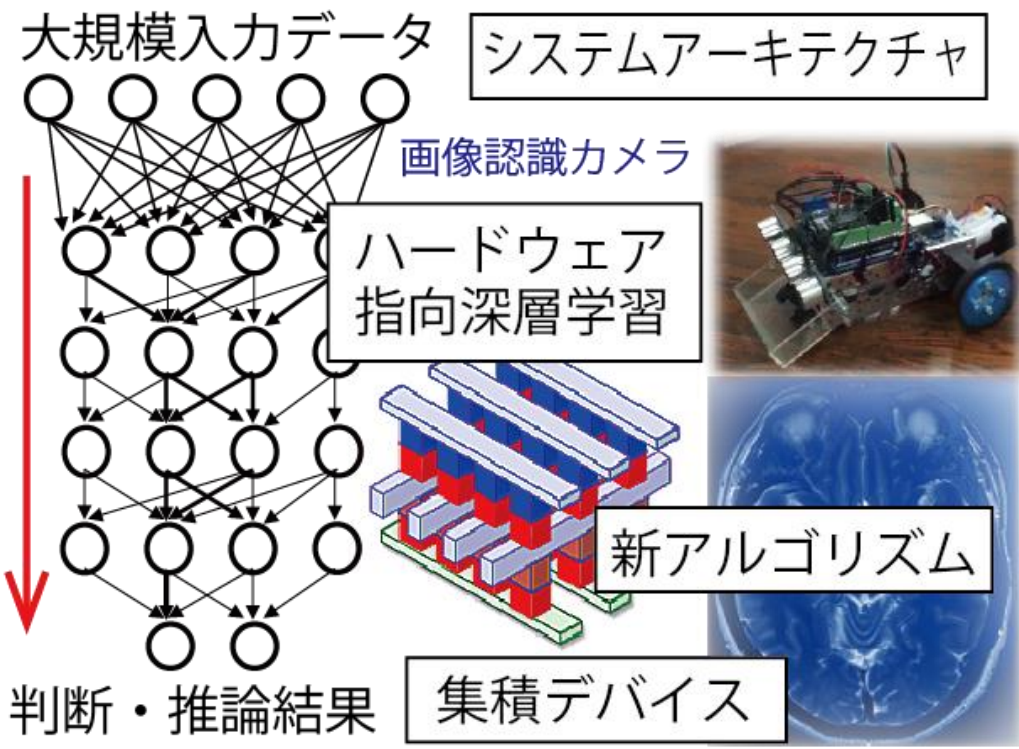 大規模入力データ
システムアーキテクチャ
画像認識カメラ
ハードウェア
指向深層学習
新アルゴリズム
集積デバイス
判断・推論結果